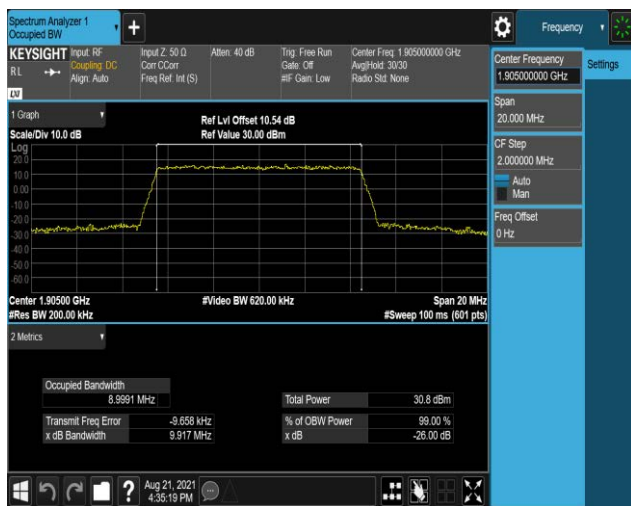 Spectrum Analyzer 1
Occupied BW
+
Frequency
KEYSIGHT
RL
LXI
Input: RF
Coupling: DC
Align: Auto
Input Z: 50 Ω
Corr CCorr
Freq Ref: Int (S)
Atten: 40 dB
Trig: Free Run
Gate: Off
#IF Gain: Low
Center Freq: 1.905000000 GHz
Avg|Hold: 30/30
Radio Std: None
Center Frequency
1.905000000 GHz
Settings
Span
20.000 MHz
CF Step
2.000000 MHz
Auto
Man
Freq Offset
0 Hz
1 Graph
Scale/Div 10.0 dB
Ref Lvl Offset 10.54 dB
Ref Value 30.00 dBm
Log
20.0
10.0
0.00
-10.0
-20.0
-30.0
-40.0
-50.0
-60.0
Center 1.90500 GHz
#Res BW 200.00 kHz
#Video BW 620.00 kHz
Span 20 MHz
#Sweep 100 ms (601 pts)
2 Metrics
Occupied Bandwidth
8.9991 MHz
Transmit Freq Error -9.658 kHz
x dB Bandwidth 9.917 MHz
Total Power 30.8 dBm
% of OBW Power 99.00 %
x dB -26.00 dB
?
Aug 21, 2021
4:35:19 PM